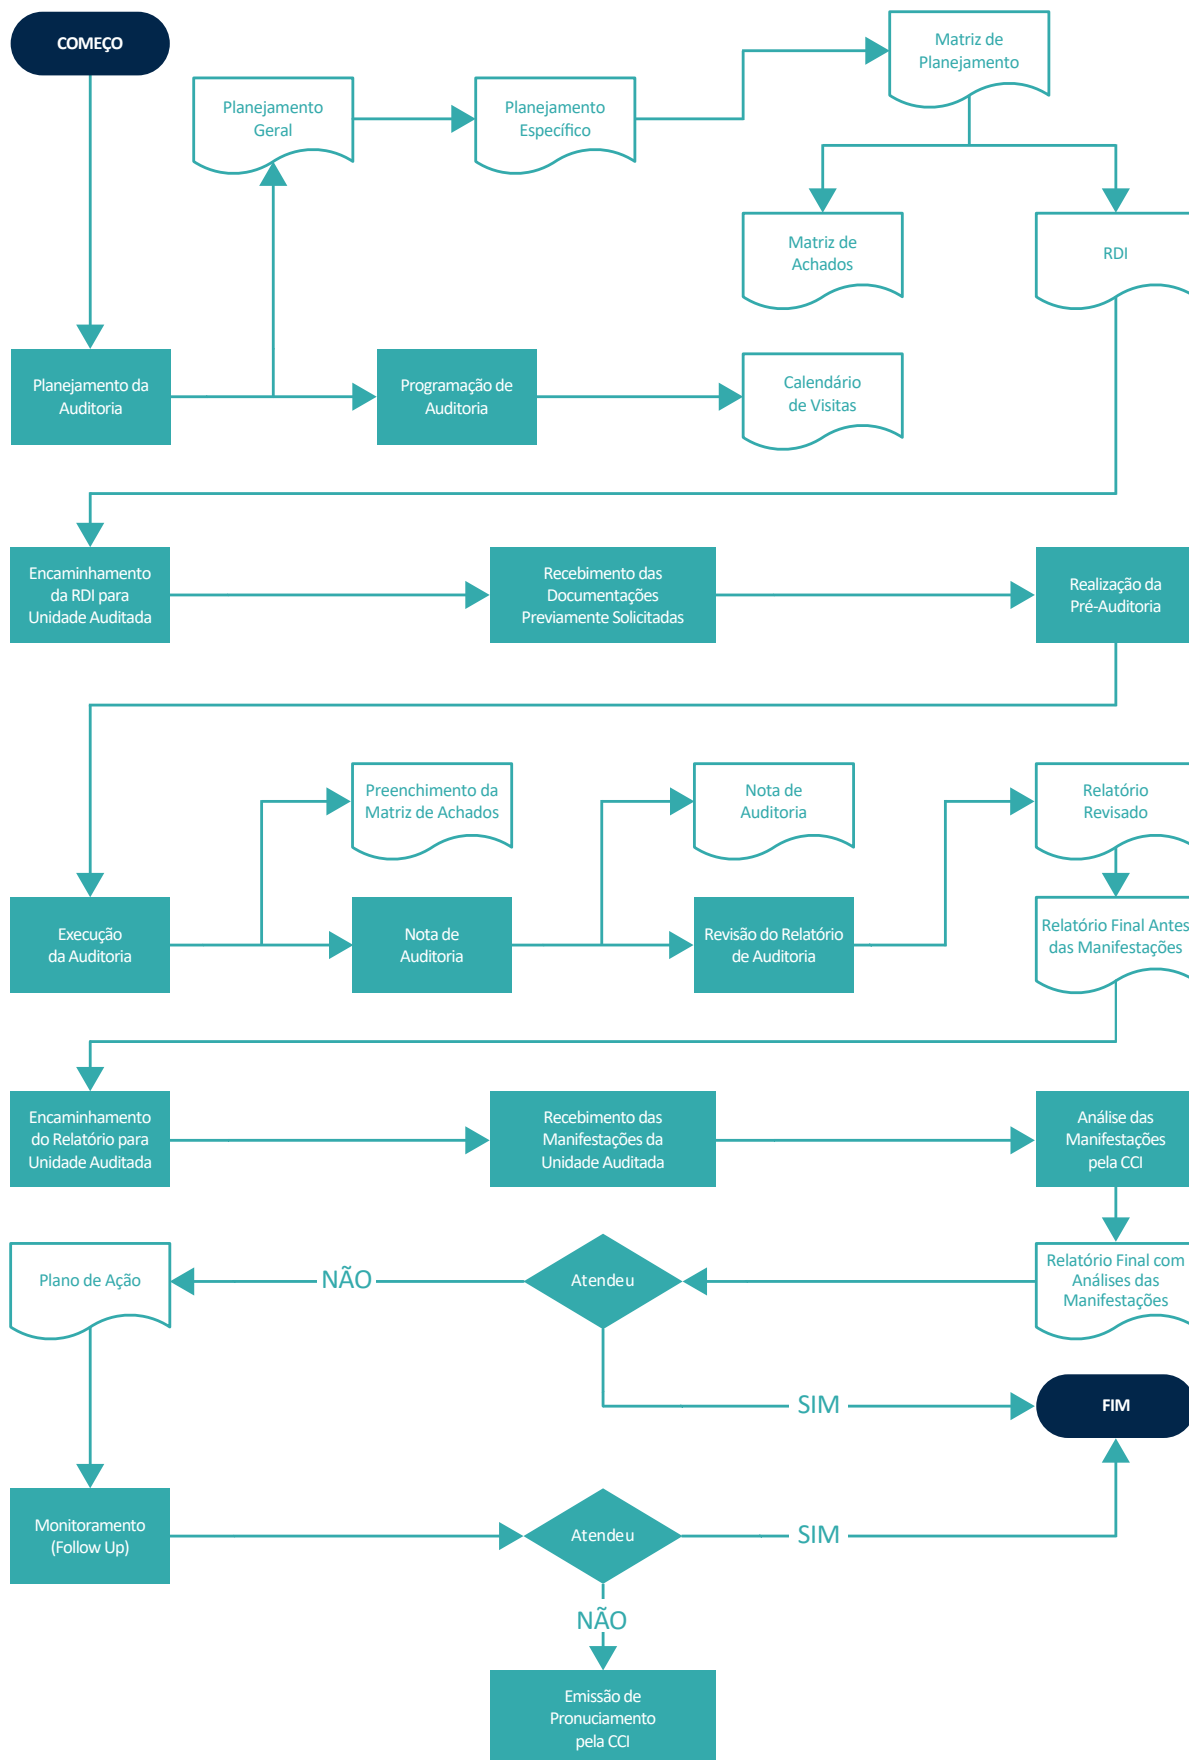 COMEÇO
Matriz de
Planejamento
Planejamento
Geral
Planejamento
Específico
Matriz de
Achados
RDI
Planejamento da
Auditoria
Programação de
Auditoria
Calendário
de Visitas
Encaminhamento
da RDI para
Unidade Auditada
Recebimento das
Documentações
Previamente Solicitadas
Realização da
Pré-Auditoria
Preenchimento da
Matriz de Achados
Nota de
Auditoria
Relatório
Revisado
Execução
da Auditoria
Nota de
Auditoria
Revisão do Relatório
de Auditoria
Relatório Final Antes
das Manifestações
Encaminhamento
do Relatório para
Unidade Auditada
Recebimento das
Manifestações da
Unidade Auditada
Análise das
Manifestações
pela CCI
Plano de Ação
NÃO
Atendeu
Relatório Final com
Análises das
Manifestações
SIM
FIM
Monitoramento
(Follow Up)
Atendeu
SIM
NÃO
Emissão de
Pronuciamento
pela CCI